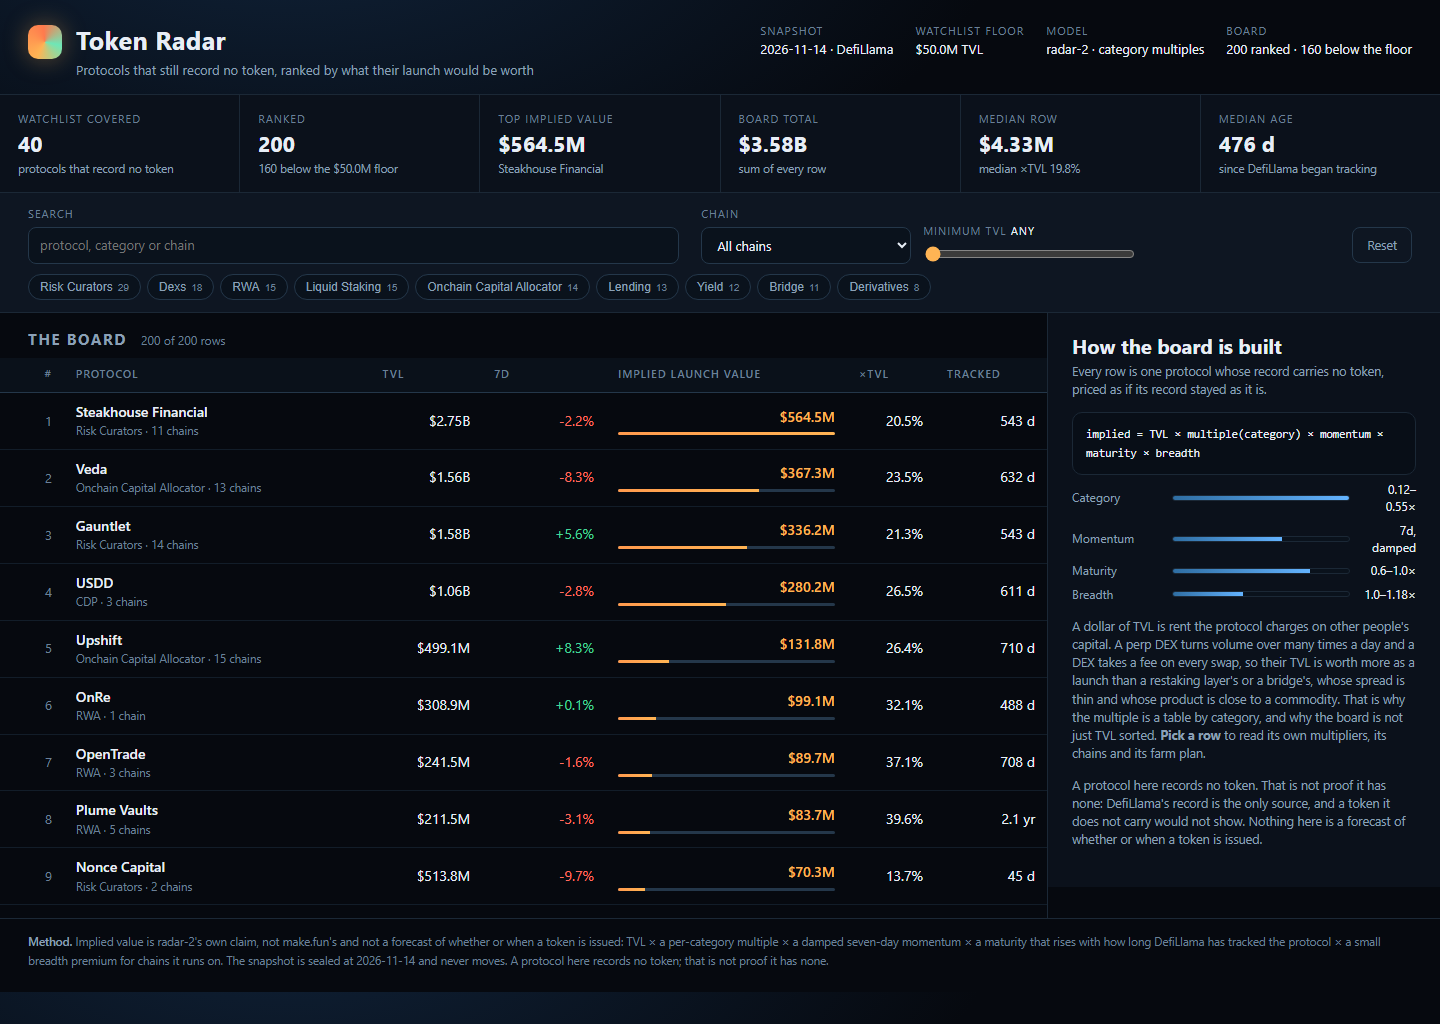 Token Radar
Protocols that still record no token, ranked by what their launch would be worth
SNAPSHOT
2026-11-14 · DefiLlama
WATCHLIST FLOOR
$50.0M TVL
MODEL
radar-2 · category multiples
BOARD
200 ranked · 160 below the floor
WATCHLIST COVERED
40
protocols that record no token
RANKED
200
160 below the $50.0M floor
TOP IMPLIED VALUE
$564.5M
Steakhouse Financial
BOARD TOTAL
$3.58B
sum of every row
MEDIAN ROW
$4.33M
median ×TVL 19.8%
MEDIAN AGE
476 d
since DefiLlama began tracking
SEARCH
protocol, category or chain
CHAIN
All chains
MINIMUM TVL ANY
Reset
Risk Curators 29
Dexs 18
RWA 15
Liquid Staking 15
Onchain Capital Allocator 14
Lending 13
Yield 12
Bridge 11
Derivatives 8
THE BOARD 200 of 200 rows
# PROTOCOL TVL 7D IMPLIED LAUNCH VALUE ×TVL TRACKED
1 Steakhouse Financial $2.75B -2.2% $564.5M 20.5% 543 d
Risk Curators · 11 chains
2 Veda $1.56B -8.3% $367.3M 23.5% 632 d
Onchain Capital Allocator · 13 chains
3 Gauntlet $1.58B +5.6% $336.2M 21.3% 543 d
Risk Curators · 14 chains
4 USDD $1.06B -2.8% $280.2M 26.5% 611 d
CDP · 3 chains
5 Upshift $499.1M +8.3% $131.8M 26.4% 710 d
Onchain Capital Allocator · 15 chains
6 OnRe $308.9M +0.1% $99.1M 32.1% 488 d
RWA · 1 chain
7 OpenTrade $241.5M -1.6% $89.7M 37.1% 708 d
RWA · 3 chains
8 Plume Vaults $211.5M -3.1% $83.7M 39.6% 2.1 yr
RWA · 5 chains
9 Nonce Capital $513.8M -9.7% $70.3M 13.7% 45 d
Risk Curators · 2 chains
How the board is built
Every row is one protocol whose record carries no token,
priced as if its record stayed as it is.
implied = TVL × multiple(category) × momentum ×
maturity × breadth
Category 0.12–
0.55×
Momentum 7d,
damped
Maturity 0.6–1.0×
Breadth 1.0–1.18×
A dollar of TVL is rent the protocol charges on other people's
capital. A perp DEX turns volume over many times a day and a
DEX takes a fee on every swap, so their TVL is worth more as a
launch than a restaking layer's or a bridge's, whose spread is
thin and whose product is close to a commodity. That is why
the multiple is a table by category, and why the board is not
just TVL sorted. Pick a row to read its own multipliers, its
chains and its farm plan.
A protocol here records no token. That is not proof it has
none: DefiLlama's record is the only source, and a token it
does not carry would not show. Nothing here is a forecast of
whether or when a token is issued.
Method. Implied value is radar-2's own claim, not make.fun's and not a forecast of whether or when a token is issued: TVL × a per-category multiple × a damped seven-day momentum × a maturity that rises with how long DefiLlama has tracked the protocol × a small
breadth premium for chains it runs on. The snapshot is sealed at 2026-11-14 and never moves. A protocol here records no token; that is not proof it has none.